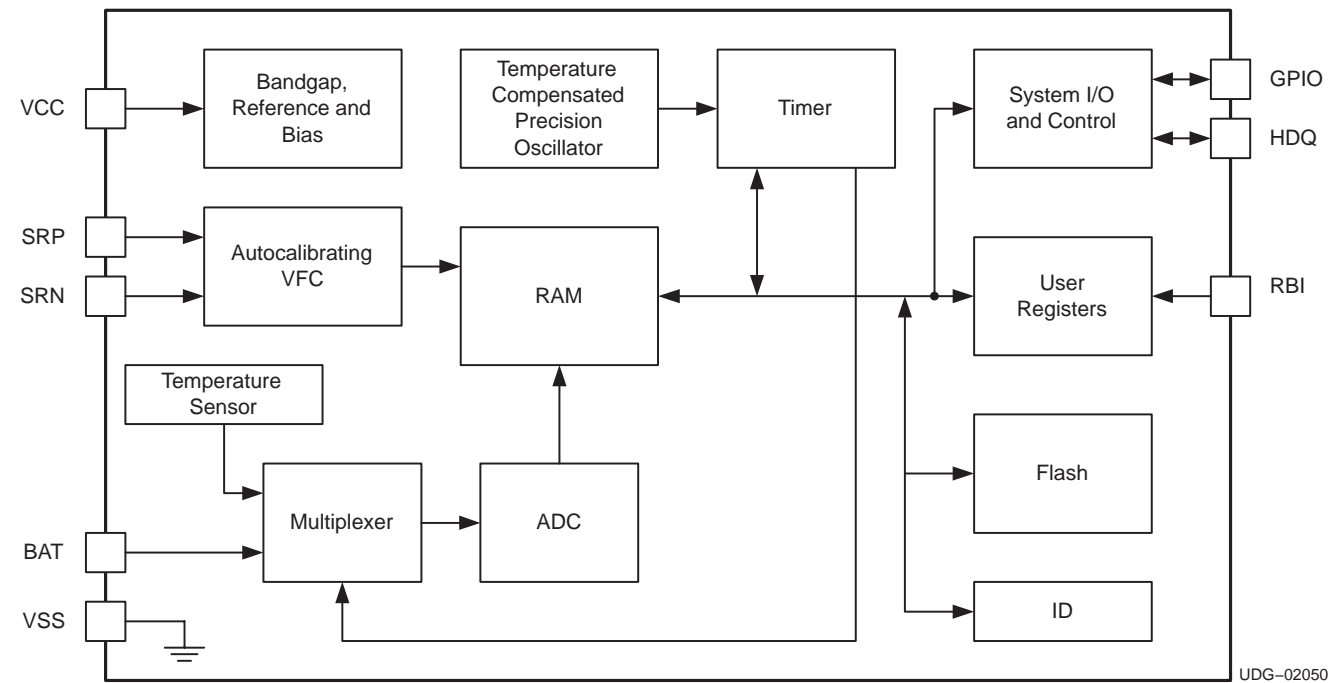 VCC
Bandgap,
Reference and
Bias
Temperature
Compensated
Precision
Oscillator
Timer
System I/O
and Control
GPIO
HDQ
SRP
SRN
Autocalibrating
VFC
RAM
User
Registers
RBI
Temperature
Sensor
Multiplexer
ADC
Flash
BAT
VSS
ID
UDG–02050